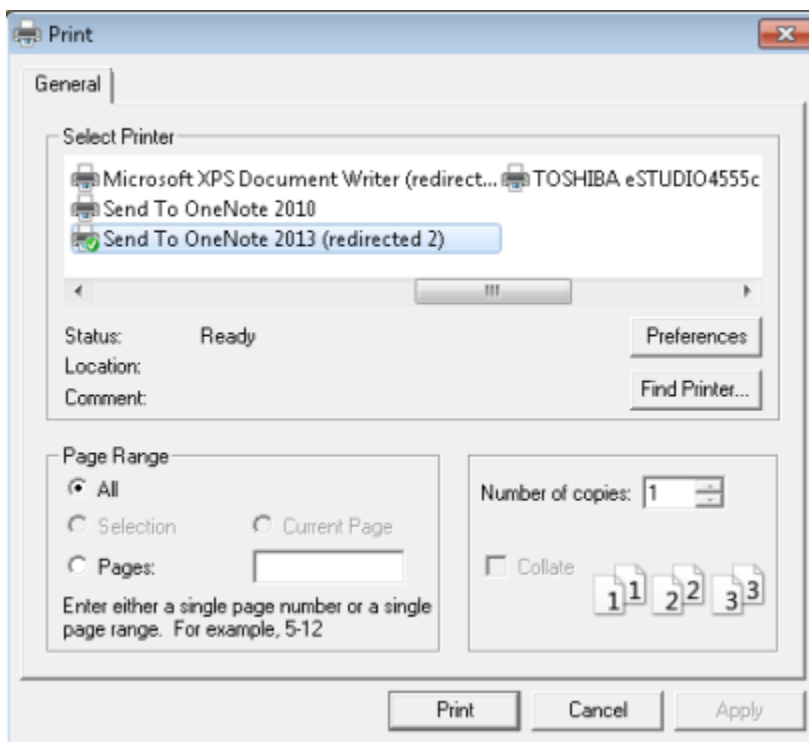 Print
General
Select Printer
Microsoft XPS Document Writer (redirect... TOSHIBA eSTUDIO4555c
Send To OneNote 2010
Send To OneNote 2013 (redirected 2)
Status: Ready
Preferences
Location:
Comment:
Find Printer...
Page Range
All
Selection Current Page
Pages:
Enter either a single page number or a single
page range. For example, 5-12
Number of copies: 1
Collate
1 1 2 2 3 3
Print Cancel Apply